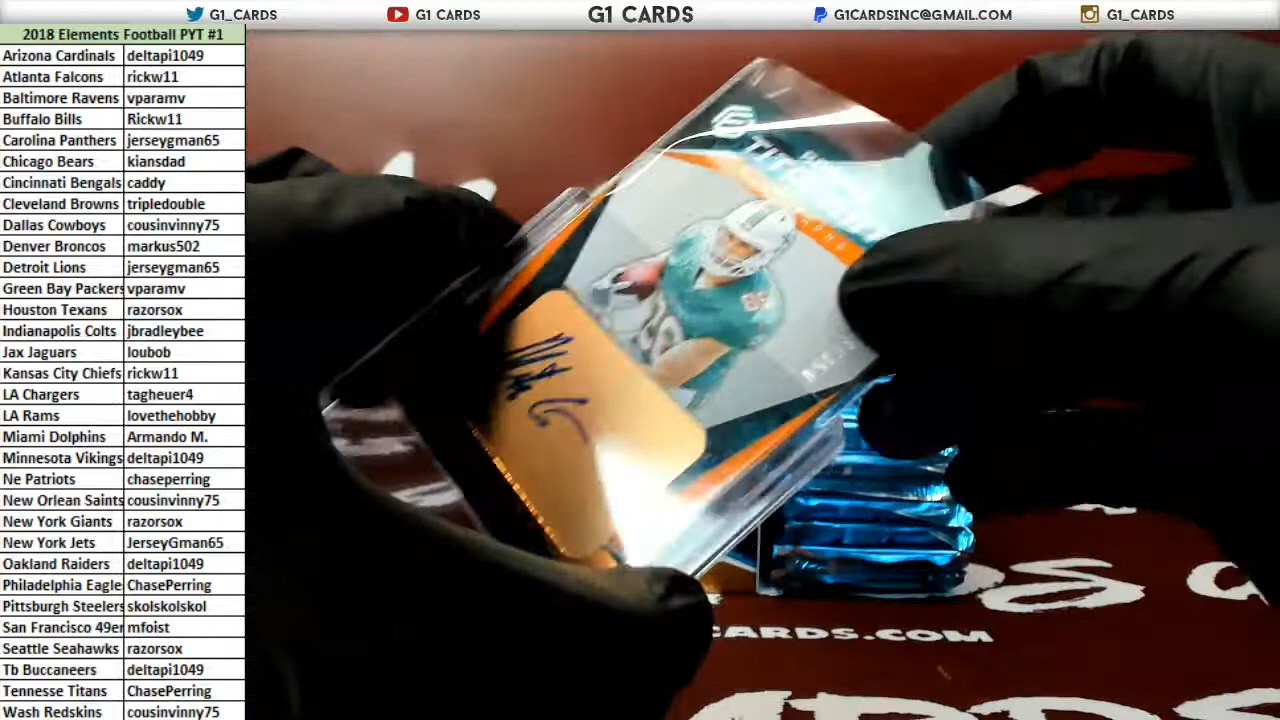 G1_CARDS
G1 CARDS
G1 CARDS
G1CARDSINC@GMAIL.COM
G1_CARDS
2018 Elements Football PYT #1
Arizona Cardinals deltapi1049
Atlanta Falcons rickw11
Baltimore Ravens vparamv
Buffalo Bills Rickw11
Carolina Panthers jerseygman65
Chicago Bears kiansdad
Cincinnati Bengals caddy
Cleveland Browns tripledouble
Dallas Cowboys cousinvinny75
Denver Broncos markus502
Detroit Lions jerseygman65
Green Bay Packers vparamv
Houston Texans razorsox
Indianapolis Colts jbradleybee
Jax Jaguars loubob
Kansas City Chiefs rickw11
LA Chargers tagheuer4
LA Rams lovethehobby
Miami Dolphins Armando M.
Minnesota Vikings deltapi1049
Ne Patriots chaseperring
New Orlean Saints cousinvinny75
New York Giants razorsox
New York Jets JerseyGman65
Oakland Raiders deltapi1049
Philadelphia Eagle ChasePerring
Pittsburgh Steelers skolskolskol
San Francisco 49er mfoist
Seattle Seahawks razorsox
Tb Buccaneers deltapi1049
Tennesse Titans ChasePerring
Wash Redskins cousinvinny75
CARDS.COM